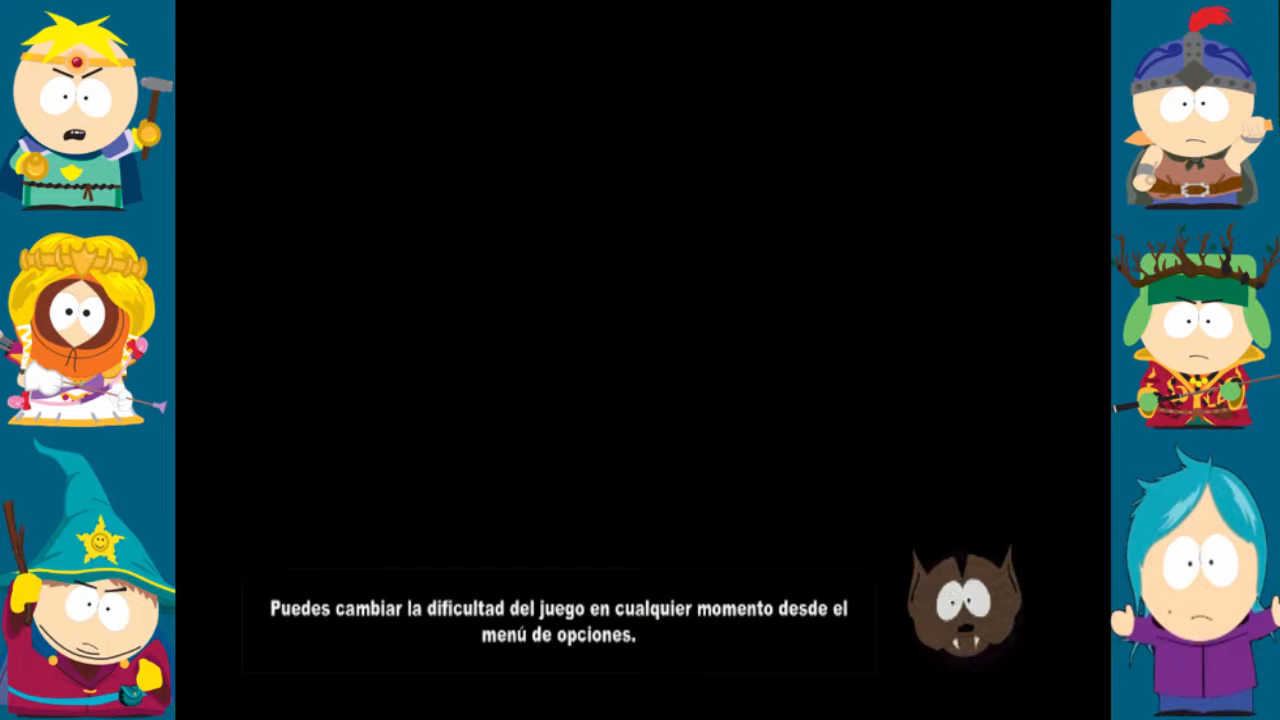 Puedes cambiar la dificultad del juego en cualquier momento desde el
menú de opciones.